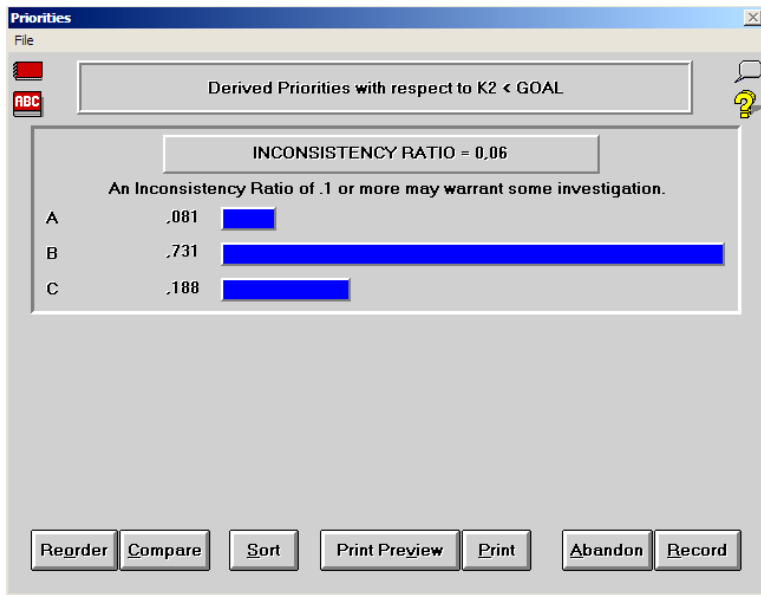 Priorities
File
ABC
Derived Priorities with respect to K2 < GOAL
?
INCONSISTENCY RATIO = 0,06
An Inconsistency Ratio of .1 or more may warrant some investigation.
A ,081
B ,731
C ,188
Reorder Compare Sort Print Preview Print Abandon Record